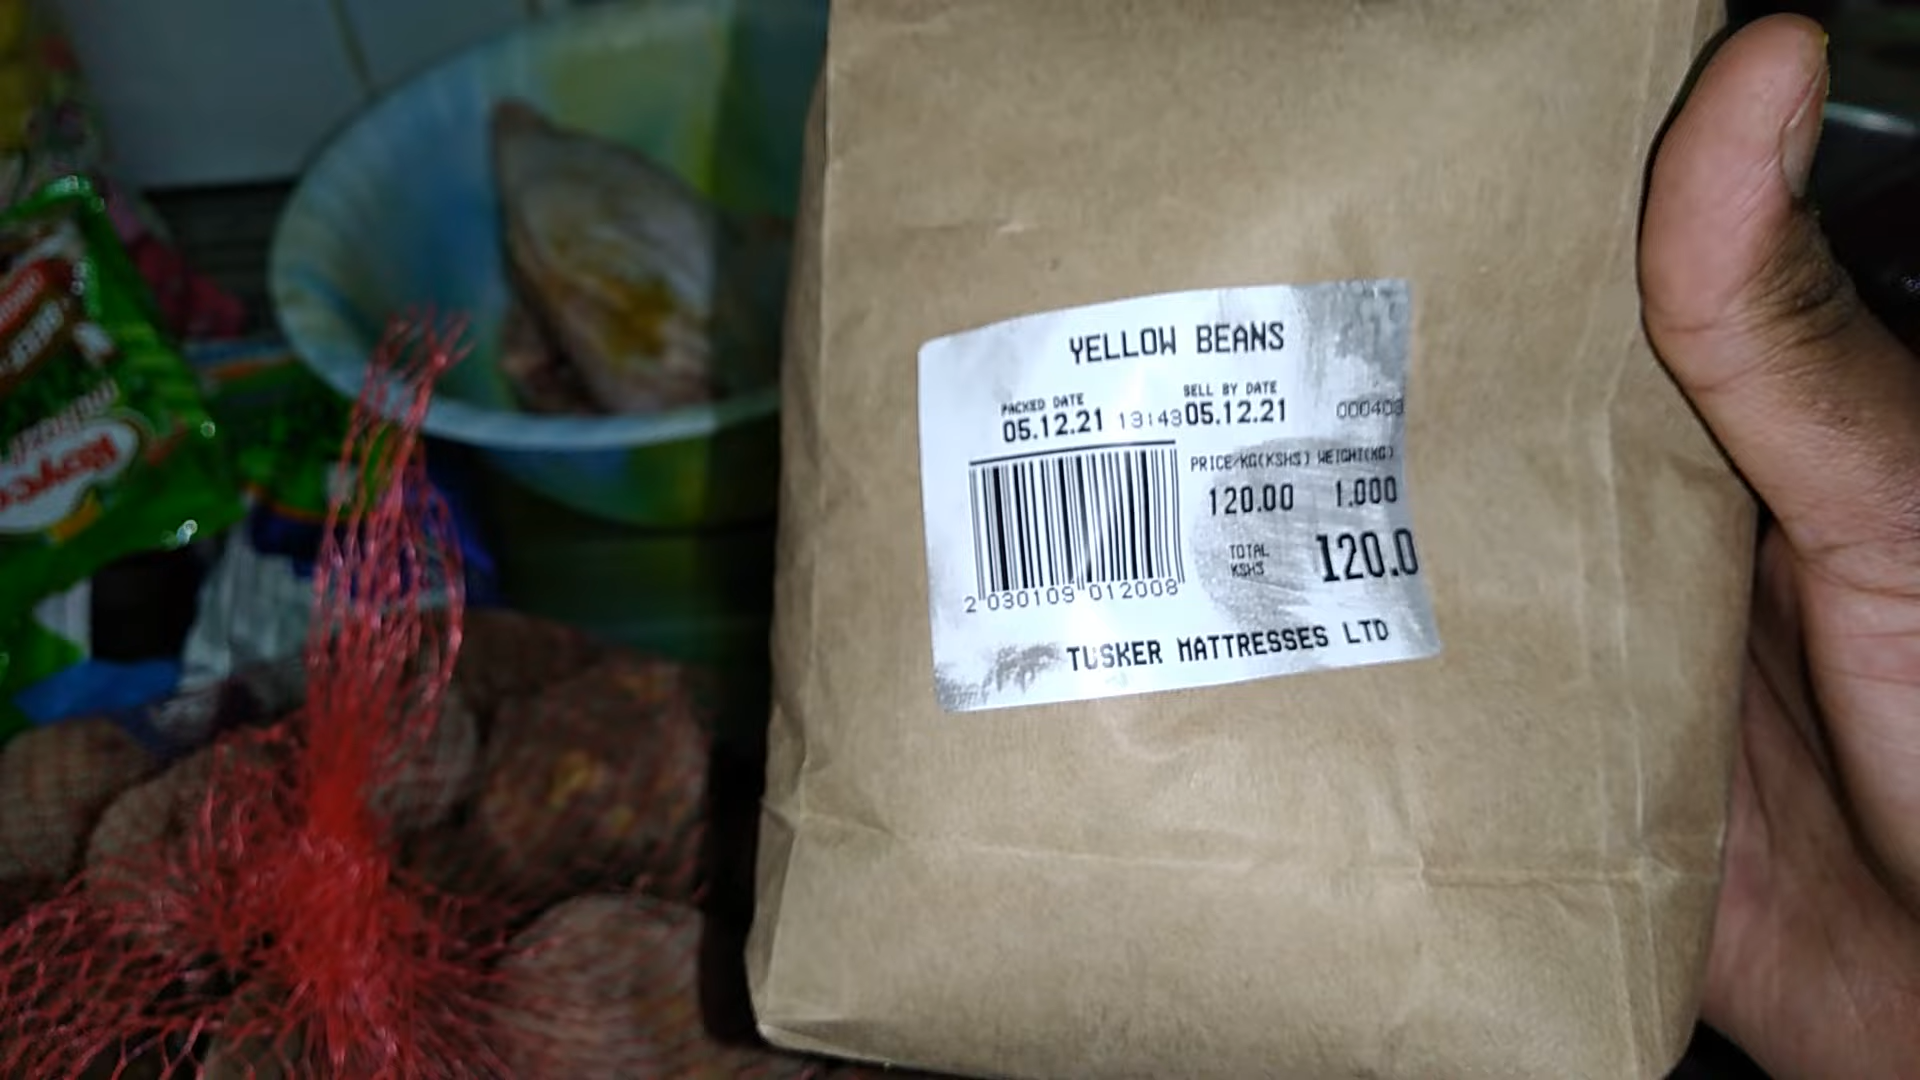 YELLOW BEANS
PACKED DATE SELL BY DATE
05.12.21 13:43 05.12.21 000403
PRICE/KG(KSHS) WEIGHT(KG)
120.00 1.000
TOTAL
KSHS 120.0
2 030109 012008
TUSKER MATTRESSES LTD